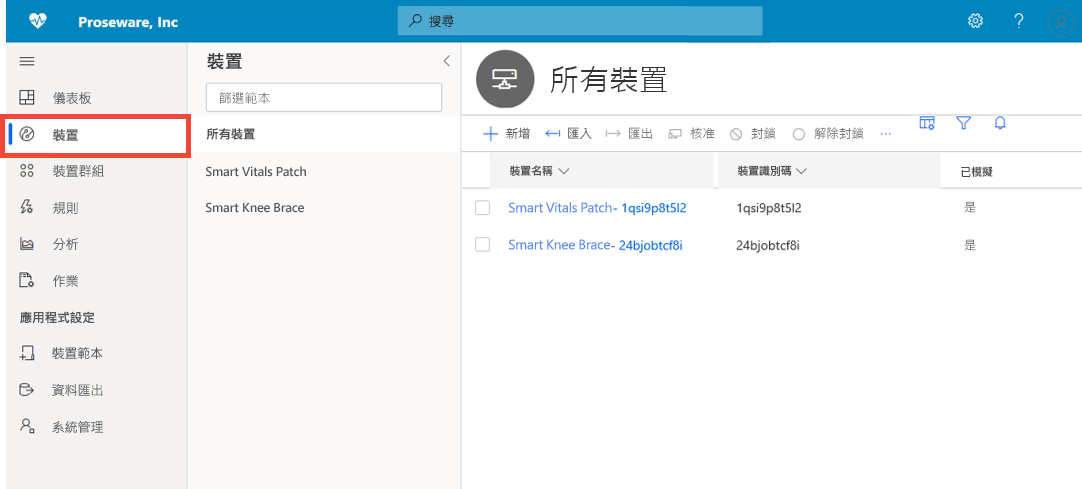 Proseware, Inc
搜尋
?
儀表板
裝置
裝置群組
規則
分析
作業
應用程式設定
裝置範本
資料匯出
系統管理
裝置
篩選範本
所有裝置
Smart Vitals Patch
Smart Knee Brace
所有裝置
新增 匯入 匯出 核准 封鎖 解除封鎖 ...
裝置名稱 裝置識別碼 已模擬
Smart Vitals Patch- 1qsi9p8t5l2 1qsi9p8t5l2 是
Smart Knee Brace- 24bjobtcf8i 24bjobtcf8i 是